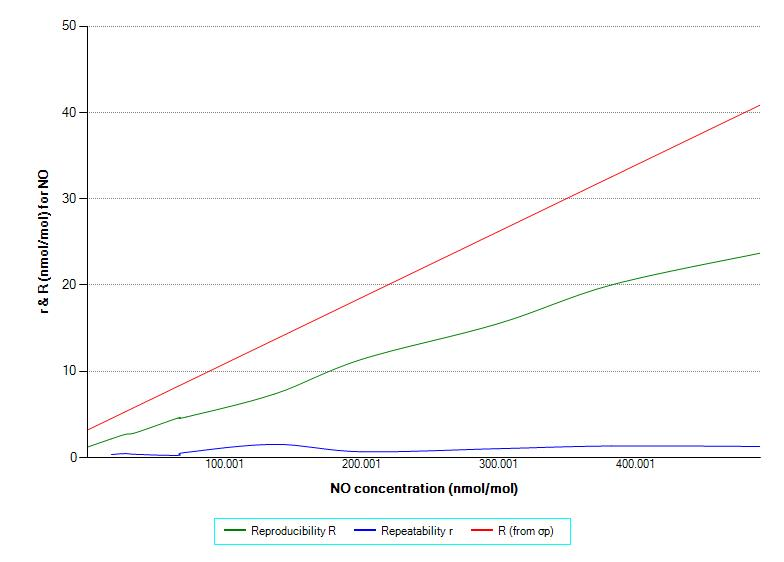 50
40
30
20
10
0
r & R (nmol/mol) for NO
100.001 200.001 300.001 400.001
NO concentration (nmol/mol)
Reproducibility R Repeatability r R (from σp)